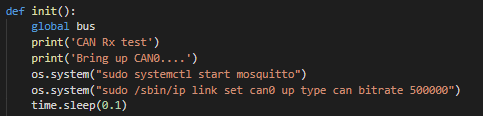 def init():
    global bus
    print('CAN Rx test')
    print('Bring up CAN0....')
    os.system("sudo systemctl start mosquitto")
    os.system("sudo /sbin/ip link set can0 up type can bitrate 500000")
    time.sleep(0.1)